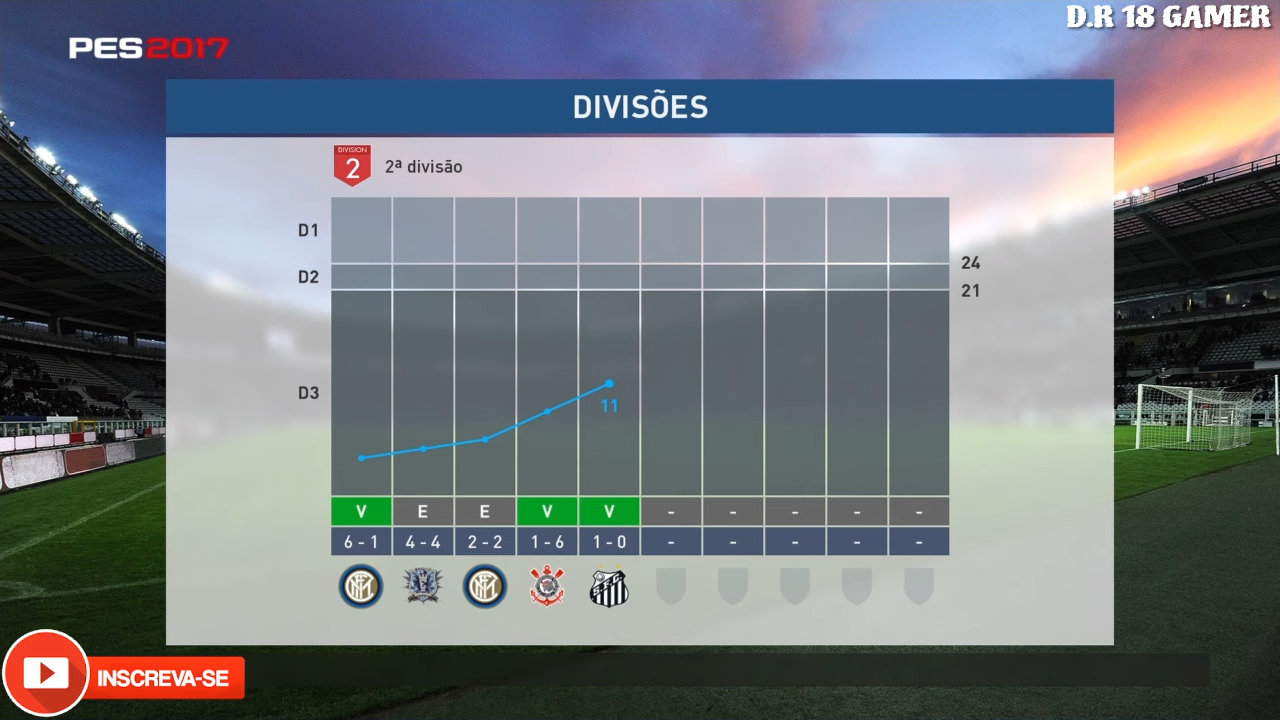 D.R 18 GAMER
PES2017
DIVISÕES
DIVISION
2
2ª divisão
D1
24
D2
21
D3
11
V E E V V - - - - -
6 - 1 4 - 4 2 - 2 1 - 6 1 - 0 - - - - -
INSCREVA-SE